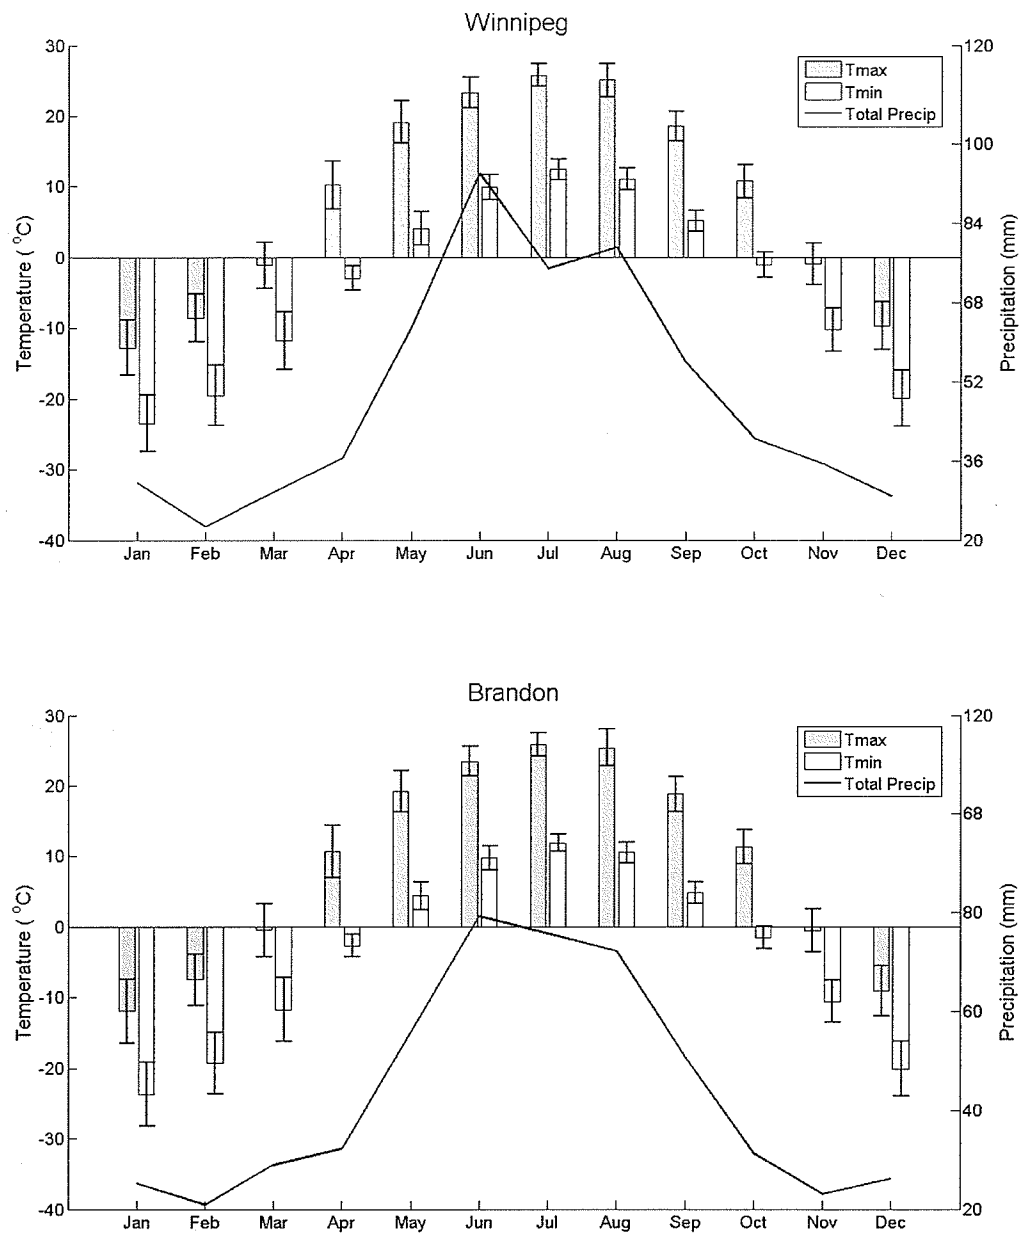 Winnipeg
30
20
10
0
-10
-20
-30
-40
Temperature ( °C)
120
100
84
68
52
36
20
Precipitation (mm)
Tmax
Tmin
Total Precip
Jan Feb Mar Apr May Jun Jul Aug Sep Oct Nov Dec
Brandon
30
20
10
0
-10
-20
-30
-40
Temperature ( °C)
120
68
80
60
40
20
Precipitation (mm)
Tmax
Tmin
Total Precip
Jan Feb Mar Apr May Jun Jul Aug Sep Oct Nov Dec